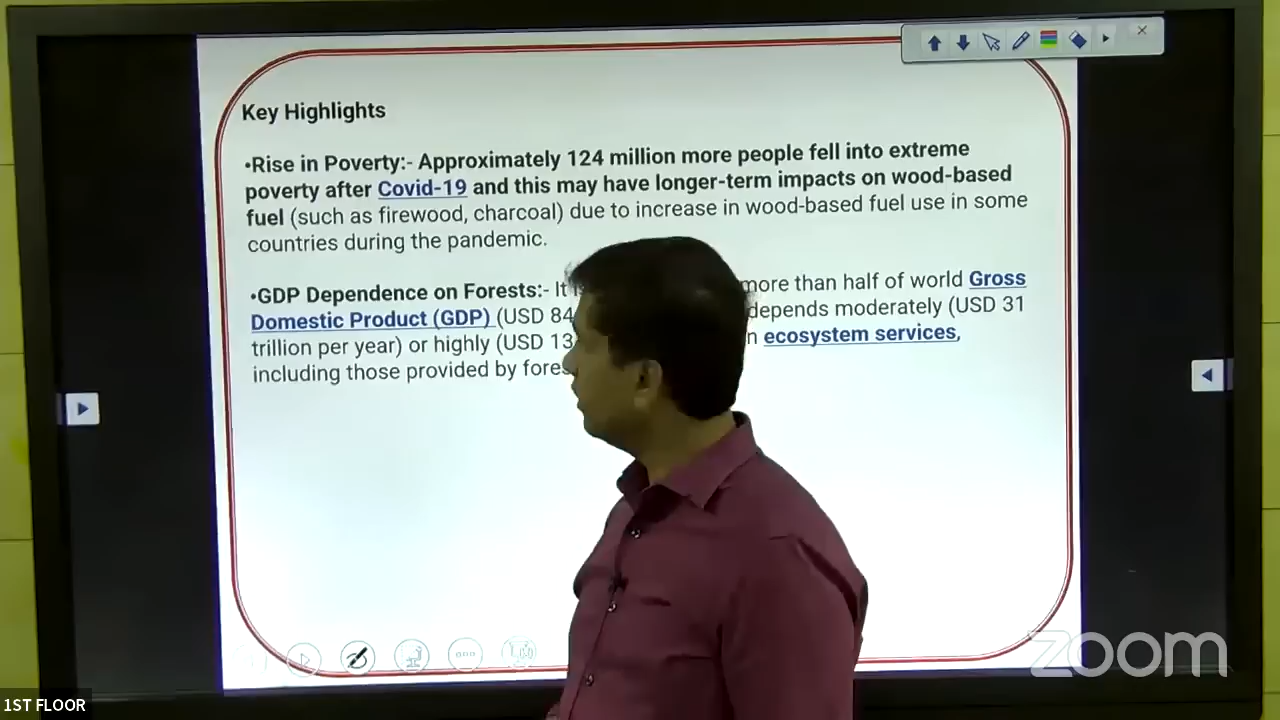 Key Highlights
•Rise in Poverty:- Approximately 124 million more people fell into extreme
poverty after Covid-19 and this may have longer-term impacts on wood-based
fuel (such as firewood, charcoal) due to increase in wood-based fuel use in some
countries during the pandemic.
•GDP Dependence on Forests:- It more than half of world Gross
Domestic Product (GDP) (USD 84 depends moderately (USD 31
trillion per year) or highly (USD 13 ecosystem services,
including those provided by
zoom
1ST FLOOR